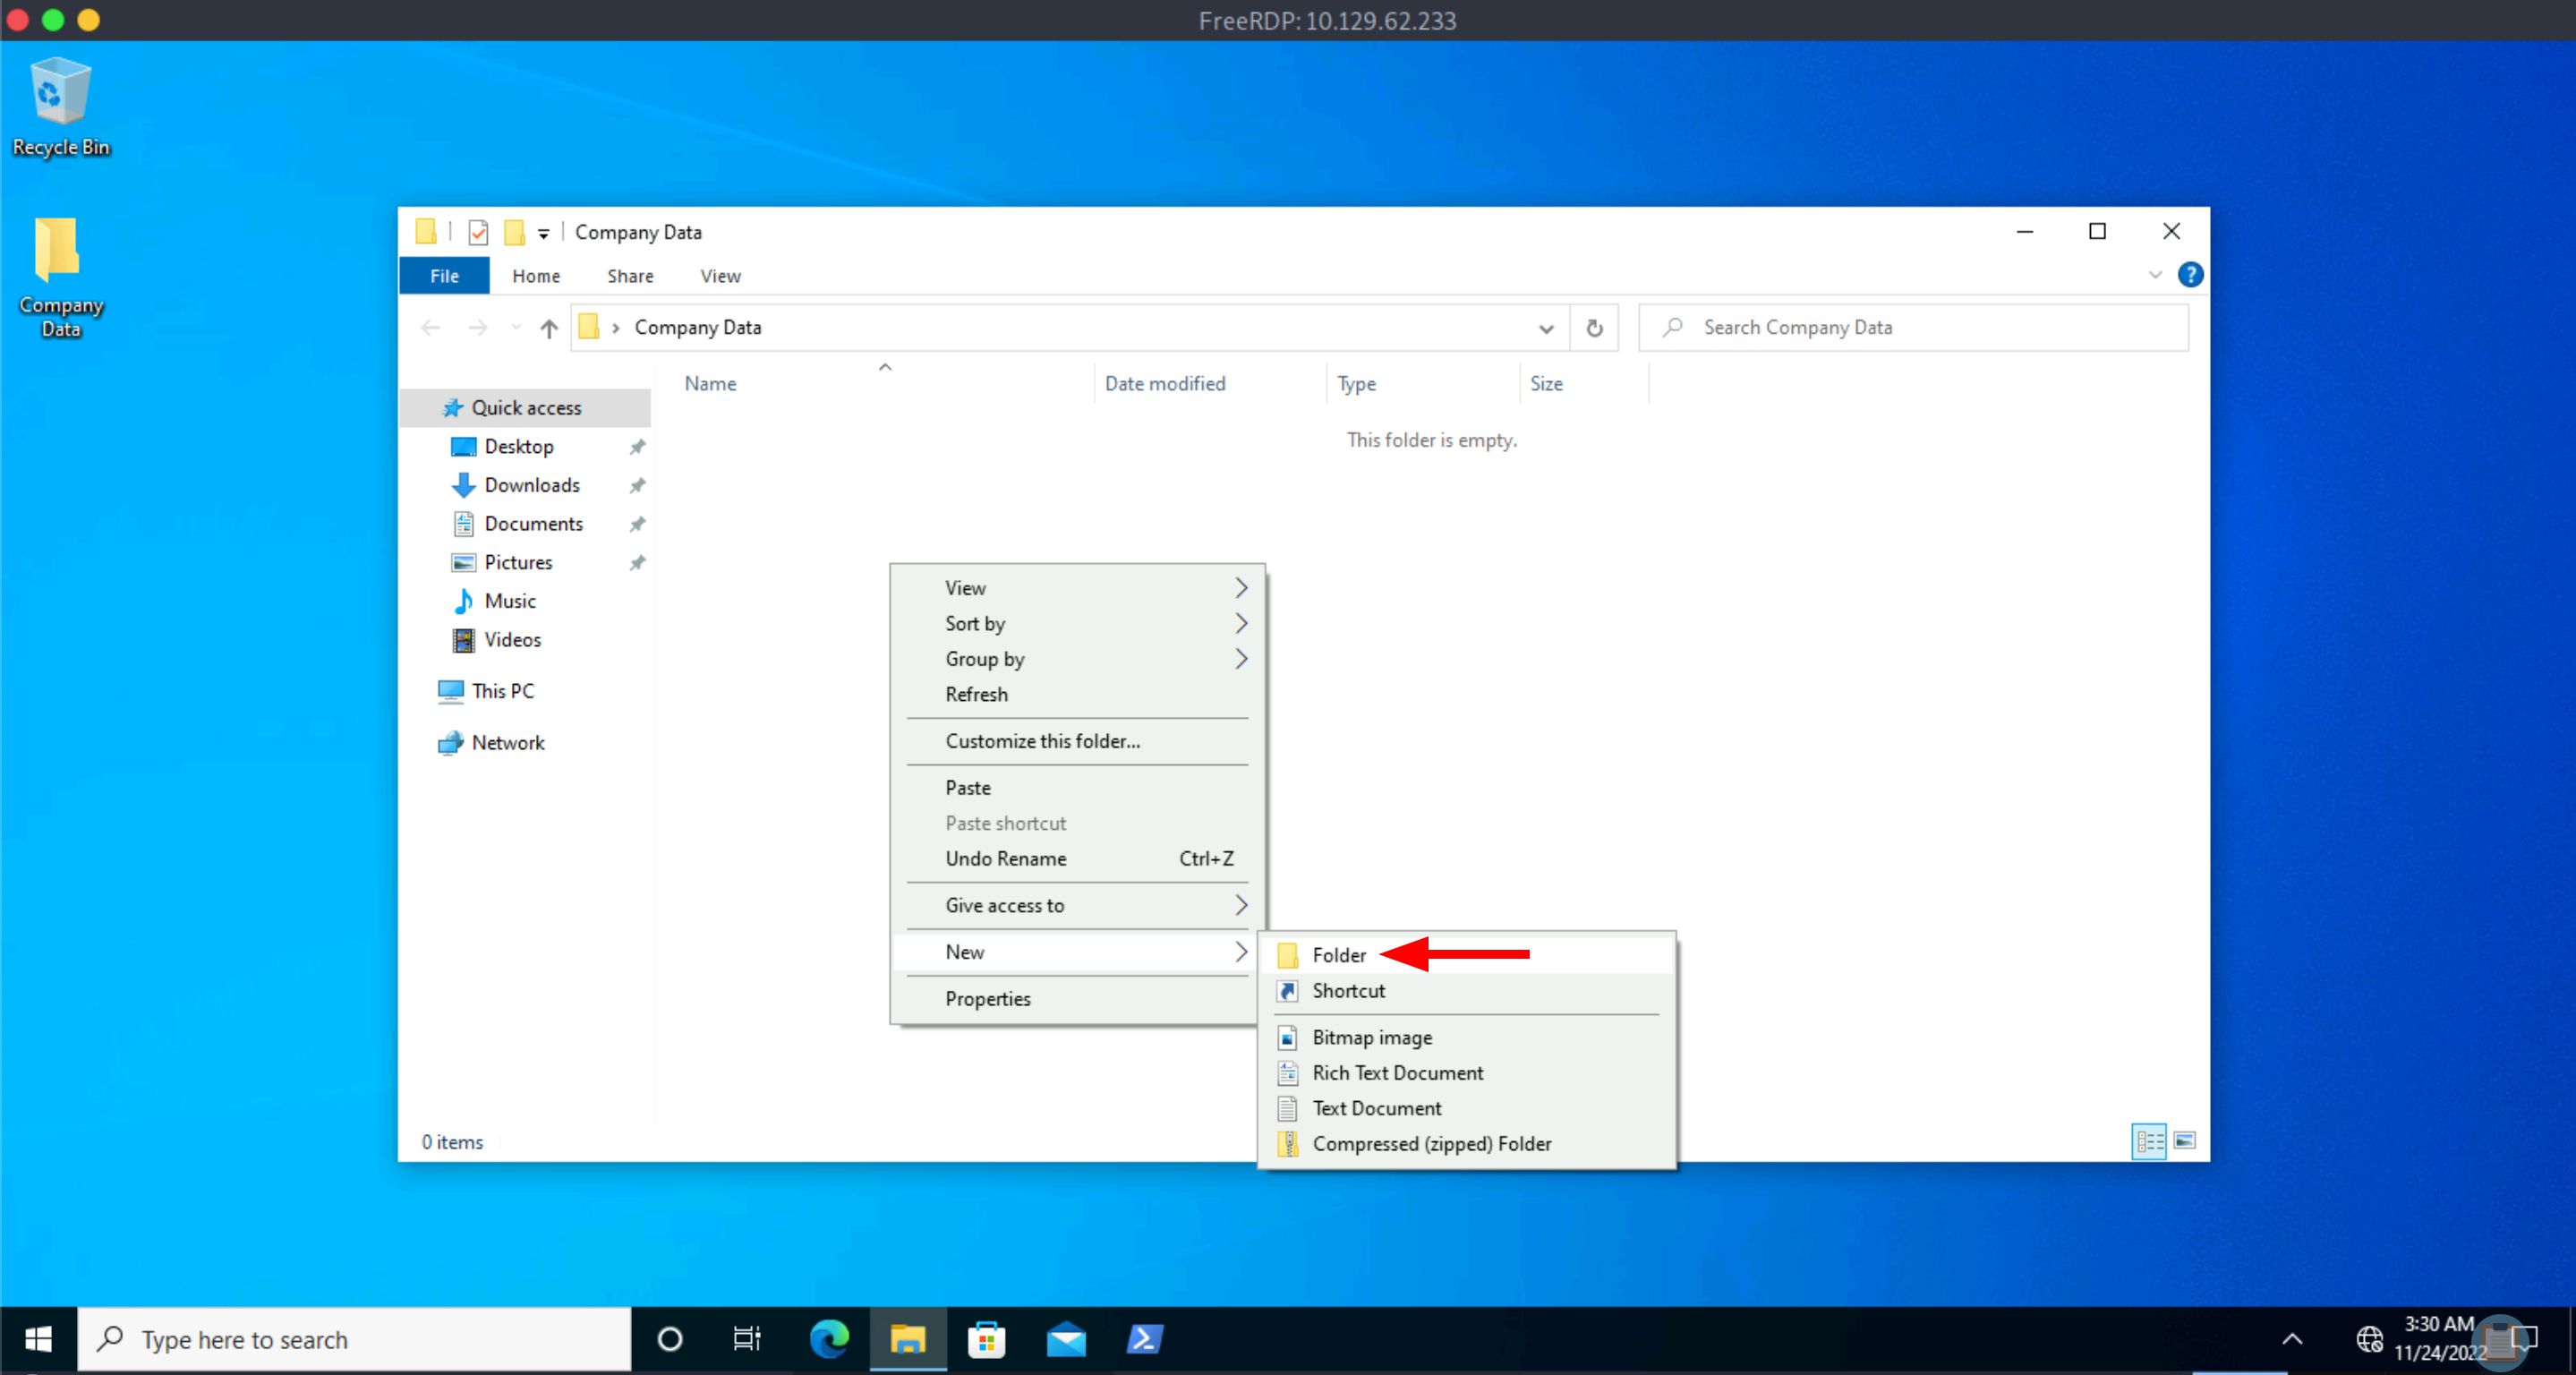 FreeRDP: 10.129.62.233
Recycle Bin
Company
Data
Company Data
File Home Share View
Company Data
Search Company Data
Name Date modified Type Size
This folder is empty.
Quick access
Desktop
Downloads
Documents
Pictures
Music
Videos
This PC
Network
View
Sort by
Group by
Refresh
Customize this folder...
Paste
Paste shortcut
Undo Rename Ctrl+Z
Give access to
New
Properties
Folder
Shortcut
Bitmap image
Rich Text Document
Text Document
Compressed (zipped) Folder
0 items
Type here to search
3:30 AM
11/24/2022